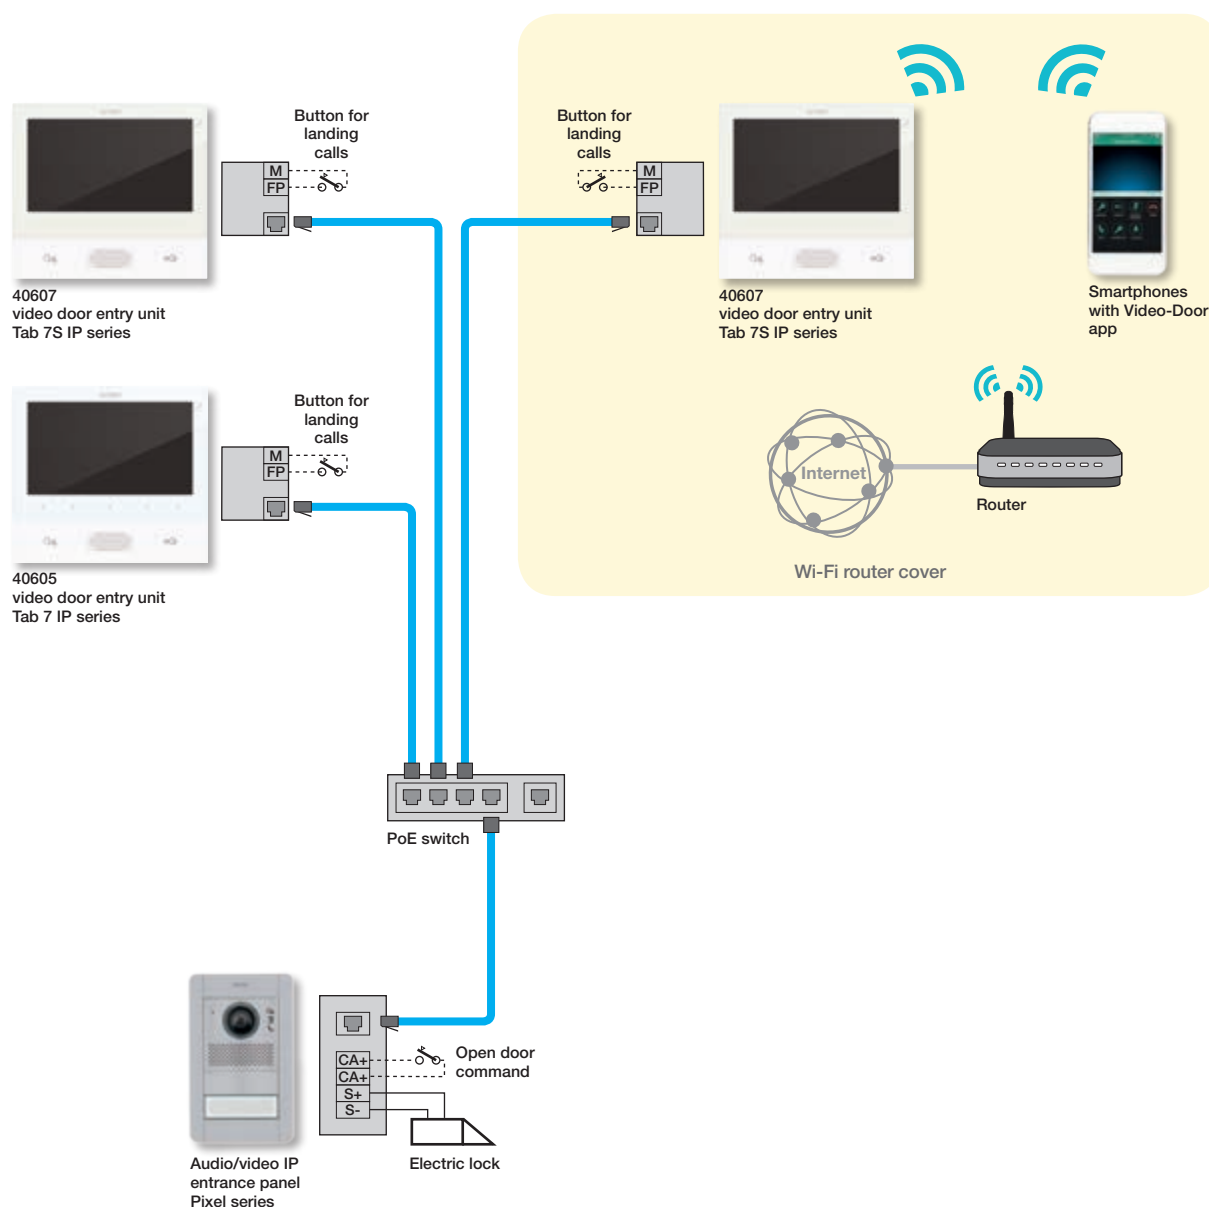 Button for
landing
calls
M
FP
40607
video door entry unit
Tab 7S IP series
Button for
landing
calls
M
FP
40607
video door entry unit
Tab 7S IP series
Smartphones
with Video-Door
app
Button for
landing
calls
M
FP
40605
video door entry unit
Tab 7 IP series
Internet
Router
Wi-Fi router cover
PoE switch
CA+
CA+
S+
S-
Open door
command
Electric lock
Audio/video IP
entrance panel
Pixel series